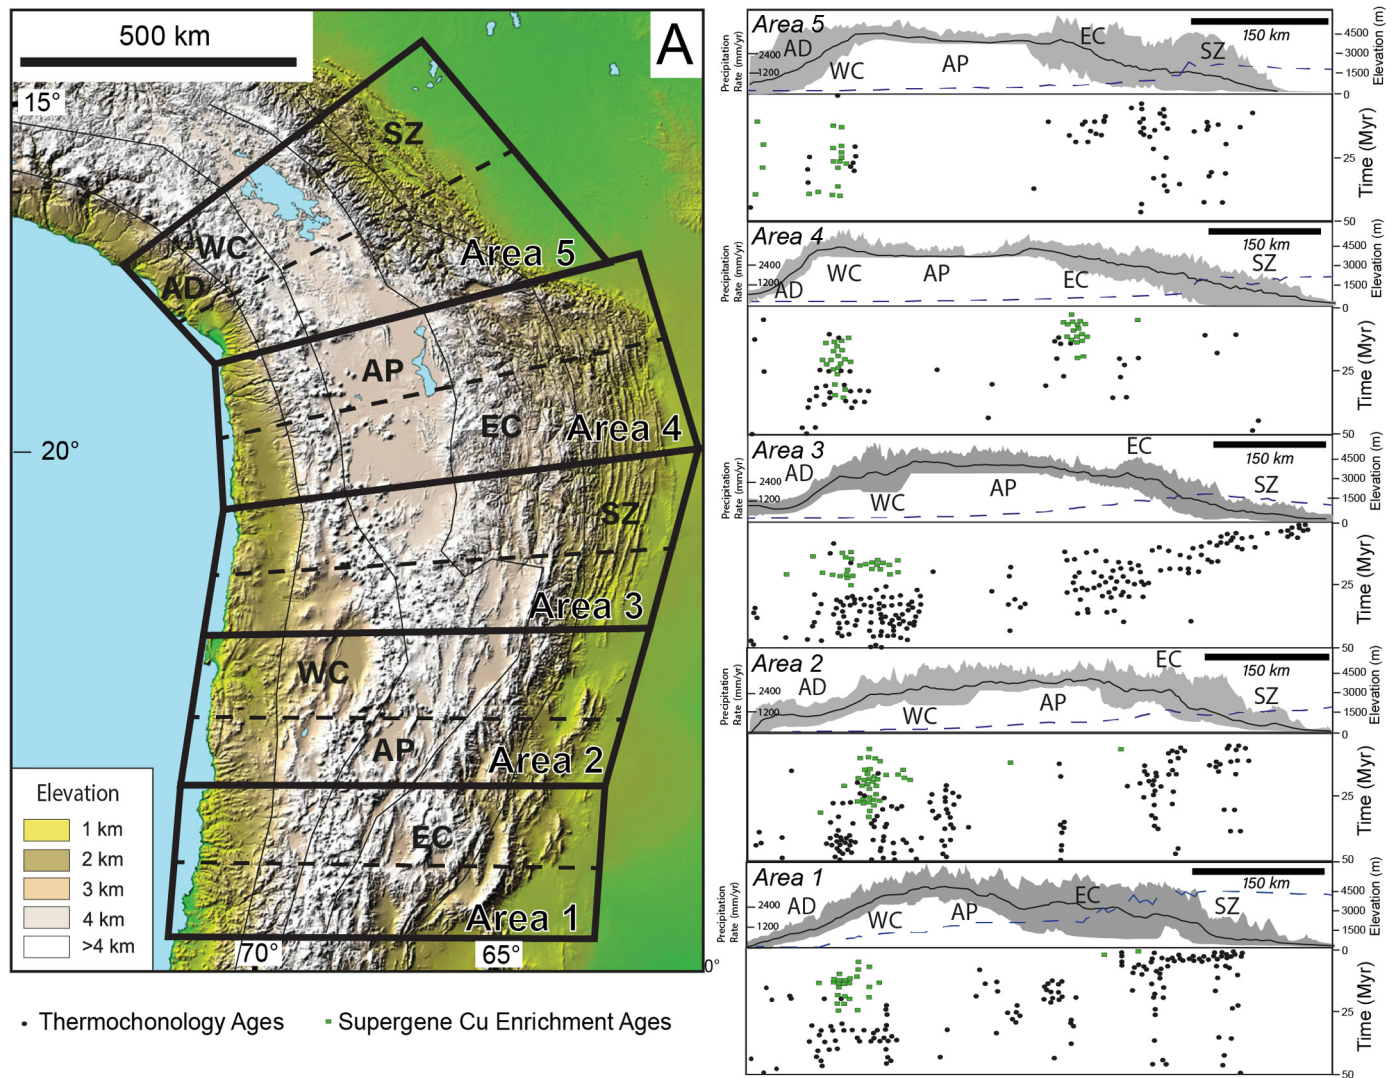 500 km
A
15°
SZ
WC
AD
Area 5
AP
EC
Area 4
20°
SZ
Area 3
WC
AP
Area 2
EC
Area 1
Elevation
1 km
2 km
3 km
4 km
>4 km
70°
65°
0°
Thermochonology Ages
Supergene Cu Enrichment Ages
Area 5
AD
WC
AP
EC
SZ
150 km
Precipitation
Rate (mm/yr)
2400
1200
4500
3000
1500
0
Elevation (m)
25
50
Time (Myr)
Area 4
AD
WC
AP
EC
SZ
150 km
Precipitation
Rate (mm/yr)
2400
1200
4500
3000
1500
0
Elevation (m)
25
50
Time (Myr)
Area 3
AD
WC
AP
EC
SZ
150 km
Precipitation
Rate (mm/yr)
2400
1200
4500
3000
1500
0
Elevation (m)
25
50
Time (Myr)
Area 2
AD
WC
AP
EC
SZ
150 km
Precipitation
Rate (mm/yr)
2400
1200
4500
3000
1500
0
Elevation (m)
25
50
Time (Myr)
Area 1
AD
WC
AP
EC
SZ
150 km
Precipitation
Rate (mm/yr)
2400
1200
4500
3000
1500
0
Elevation (m)
25
50
Time (Myr)